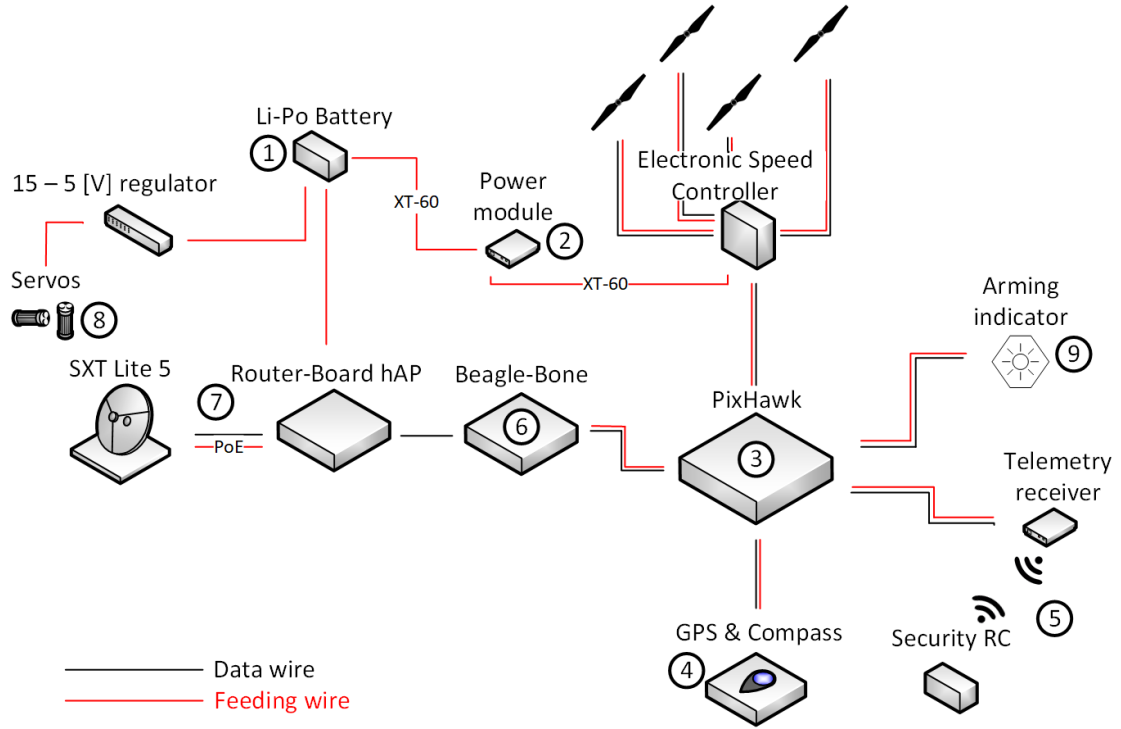 Li-Po Battery
1
15 – 5 [V] regulator
XT-60
Power
module
2
XT-60
Electronic Speed
Controller
Servos
8
Arming
indicator
9
SXT Lite 5
7
PoE
Router-Board hAP
Beagle-Bone
6
PixHawk
3
Telemetry
receiver
5
GPS & Compass
4
Security RC
Data wire
Feeding wire